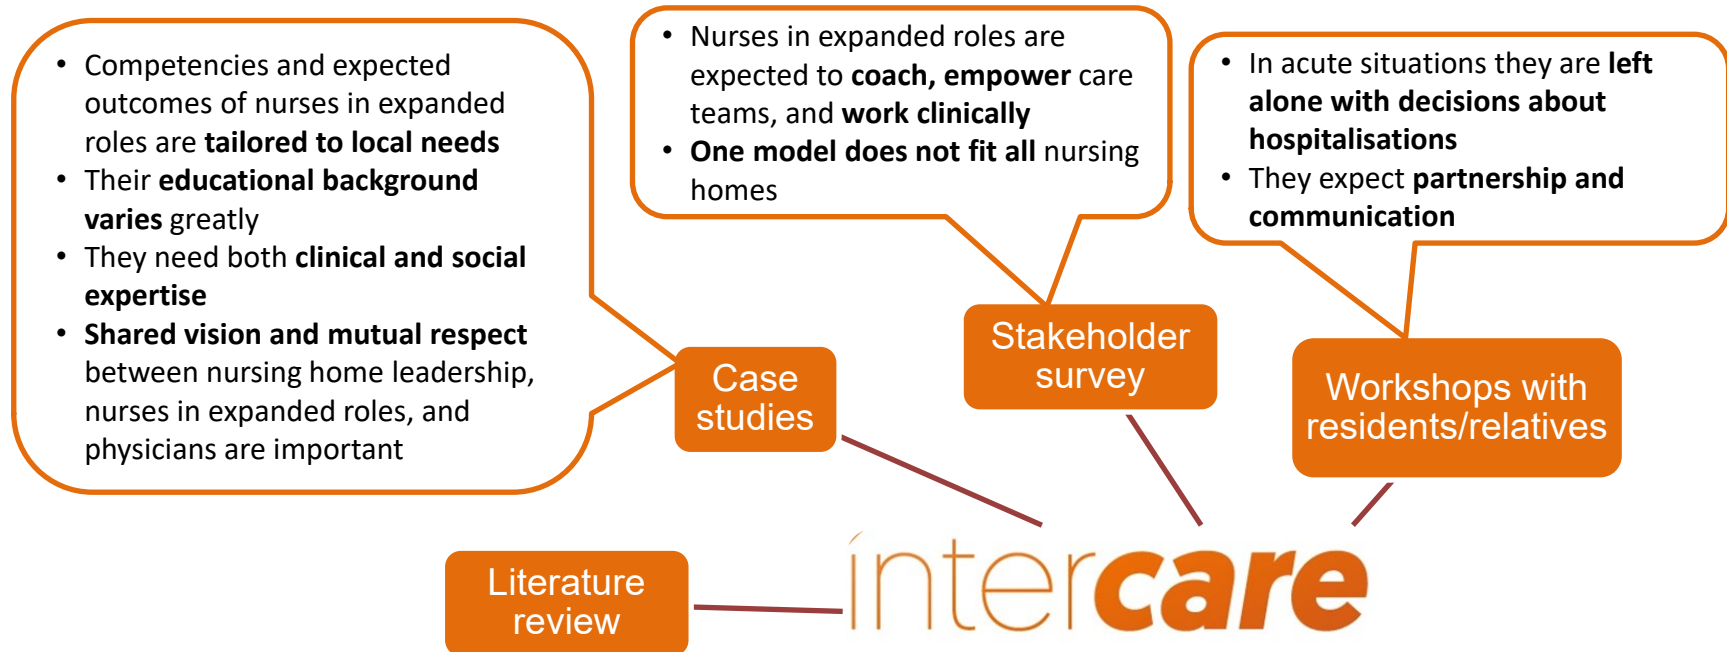 • Competencies and expected
outcomes of nurses in expanded
roles are tailored to local needs
• Their educational background
varies greatly
• They need both clinical and social
expertise
• Shared vision and mutual respect
between nursing home leadership,
nurses in expanded roles, and
physicians are important
• Nurses in expanded roles are
expected to coach, empower care
teams, and work clinically
• One model does not fit all nursing
homes
• In acute situations they are left
alone with decisions about
hospitalisations
• They expect partnership and
communication
Case
studies
Stakeholder
survey
Workshops with
residents/relatives
Literature
review
intercare